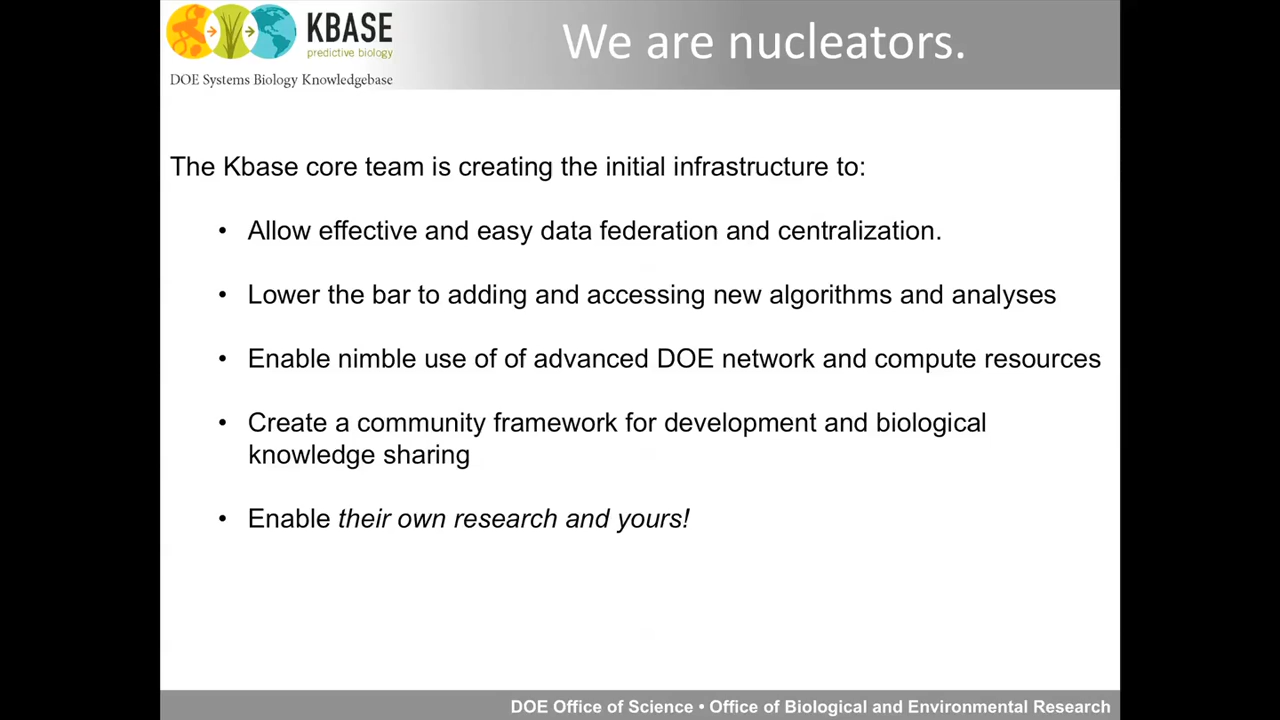 KBASE
predictive biology
DOE Systems Biology Knowledgebase
We are nucleators.
The Kbase core team is creating the initial infrastructure to:
• Allow effective and easy data federation and centralization.
• Lower the bar to adding and accessing new algorithms and analyses
• Enable nimble use of of advanced DOE network and compute resources
• Create a community framework for development and biological
knowledge sharing
• Enable their own research and yours!
DOE Office of Science • Office of Biological and Environmental Research